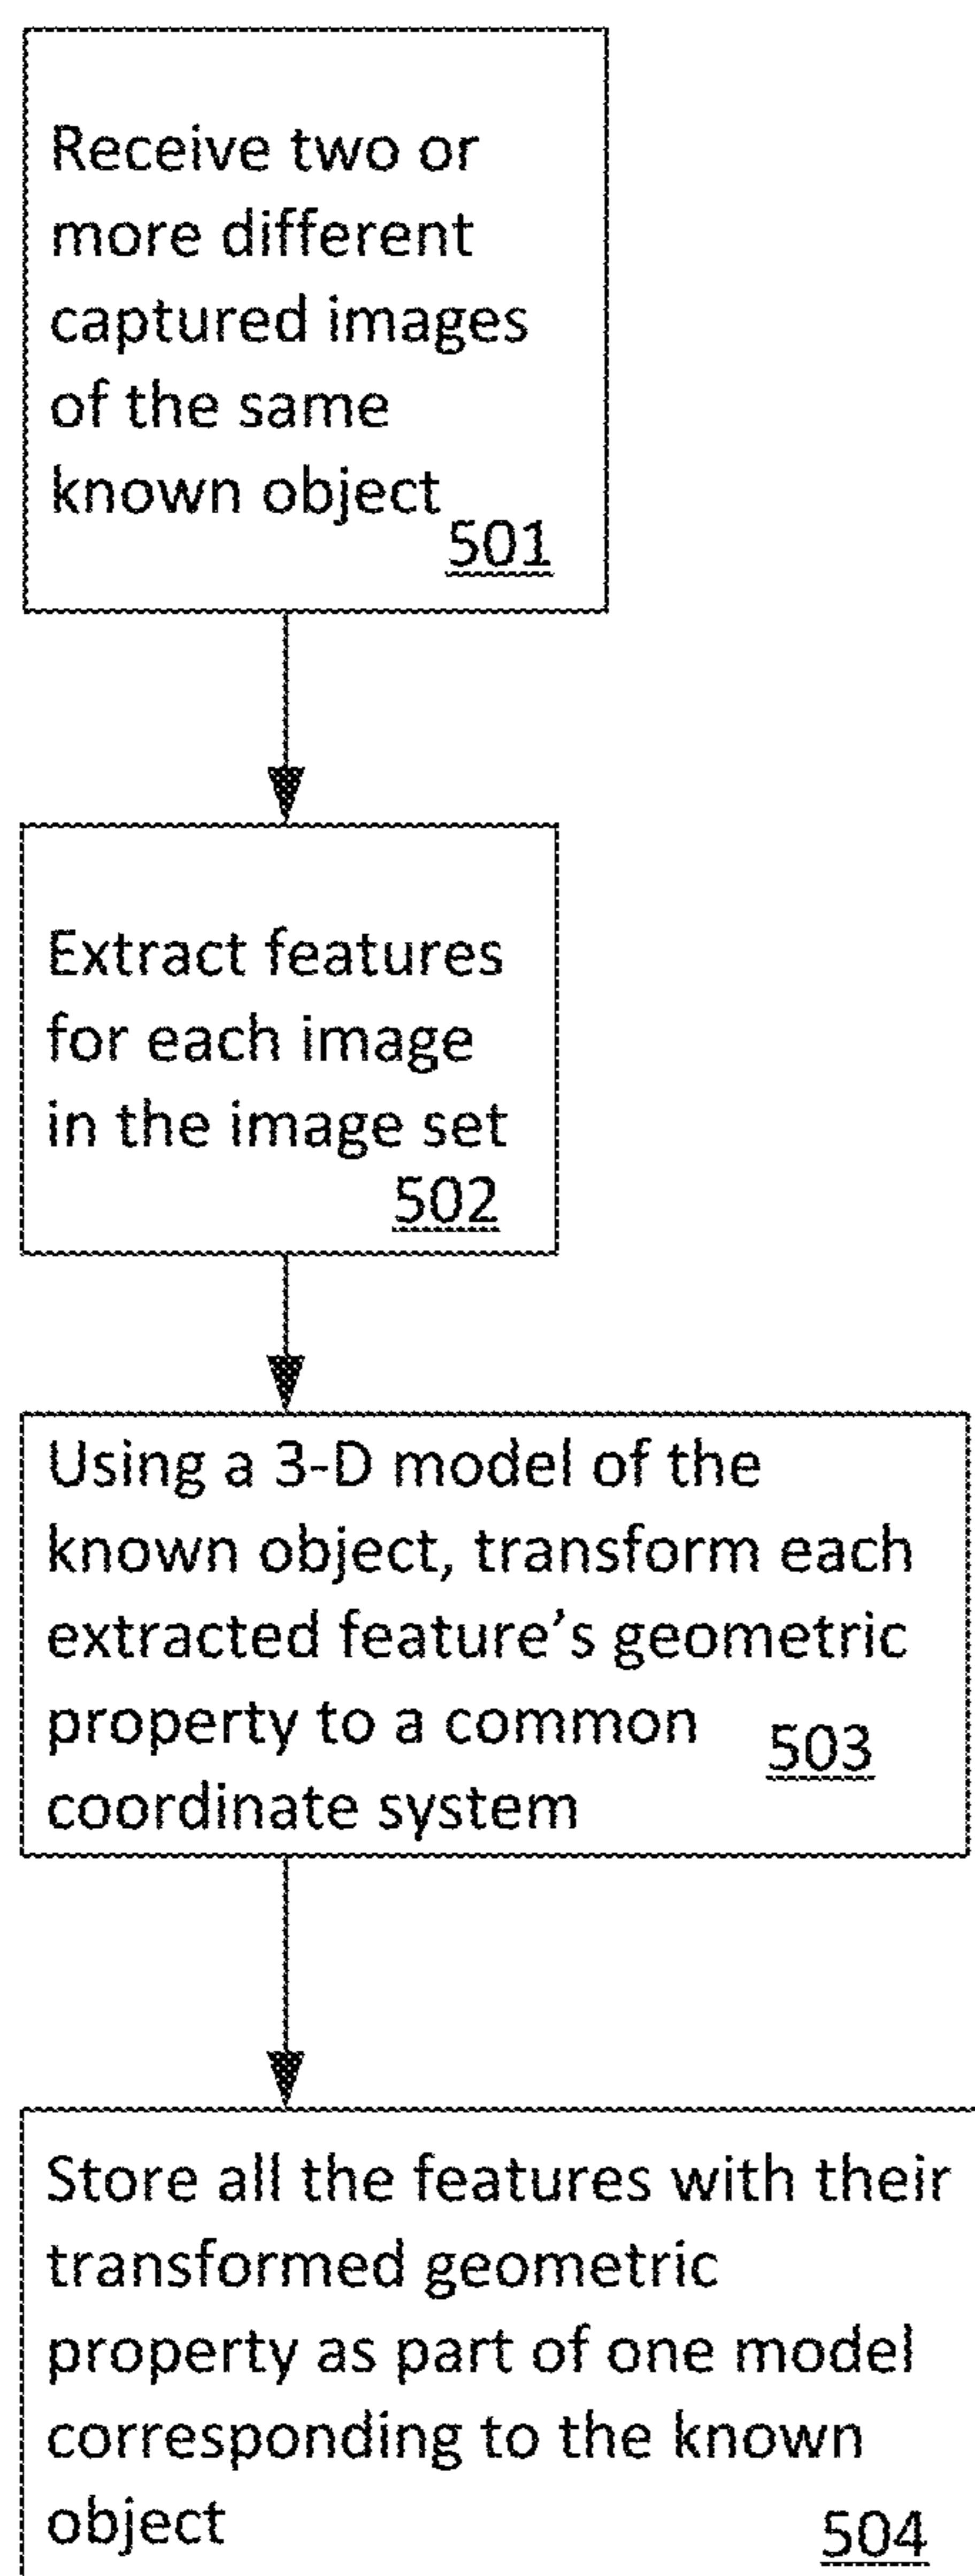 Receive two or
more different
captured images
of the same
known object
501
Extract features
for each image
in the image set
502
Using a 3-D model of the
known object, transform each
extracted feature's geometric
property to a common
503
coordinate system
Store all the features with their
transformed geometric
property as part of one model
corresponding to the known
object
504